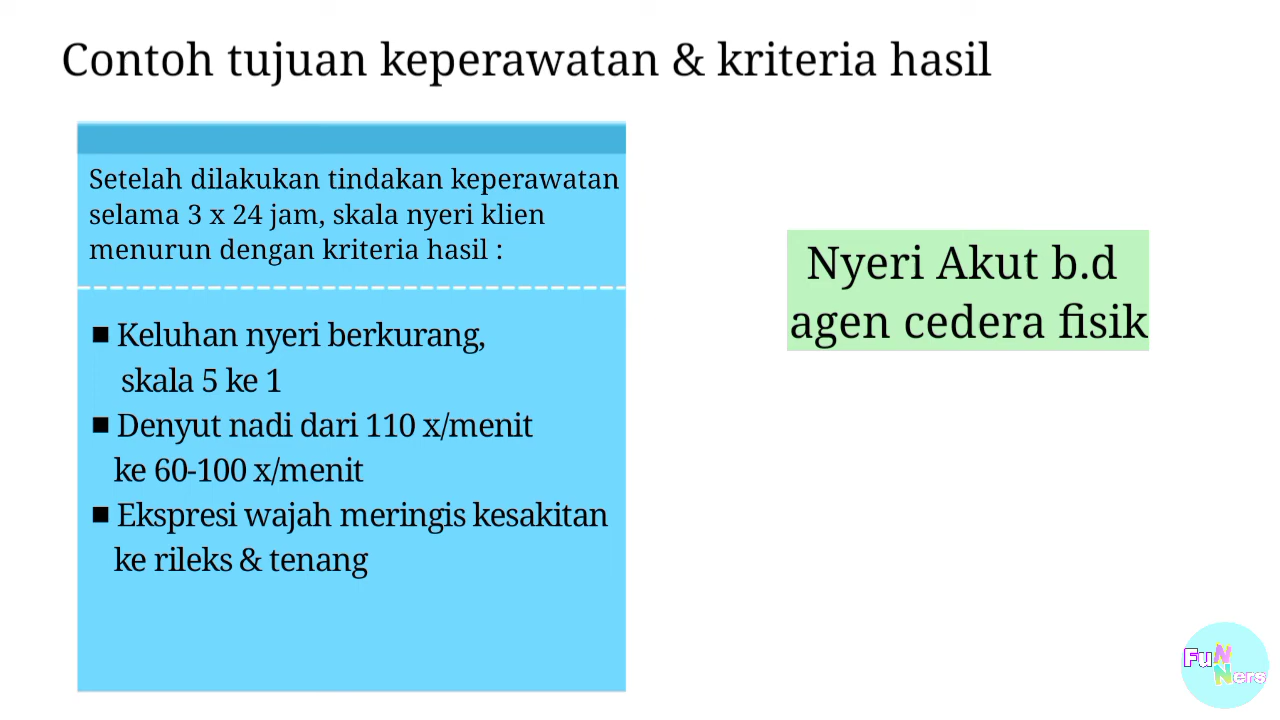 Contoh tujuan keperawatan & kriteria hasil
Setelah dilakukan tindakan keperawatan
selama 3 x 24 jam, skala nyeri klien
menurun dengan kriteria hasil :
■ Keluhan nyeri berkurang,
skala 5 ke 1
■ Denyut nadi dari 110 x/menit
ke 60-100 x/menit
■ Ekspresi wajah meringis kesakitan
ke rileks & tenang
Nyeri Akut b.d
agen cedera fisik
FuN
Ners